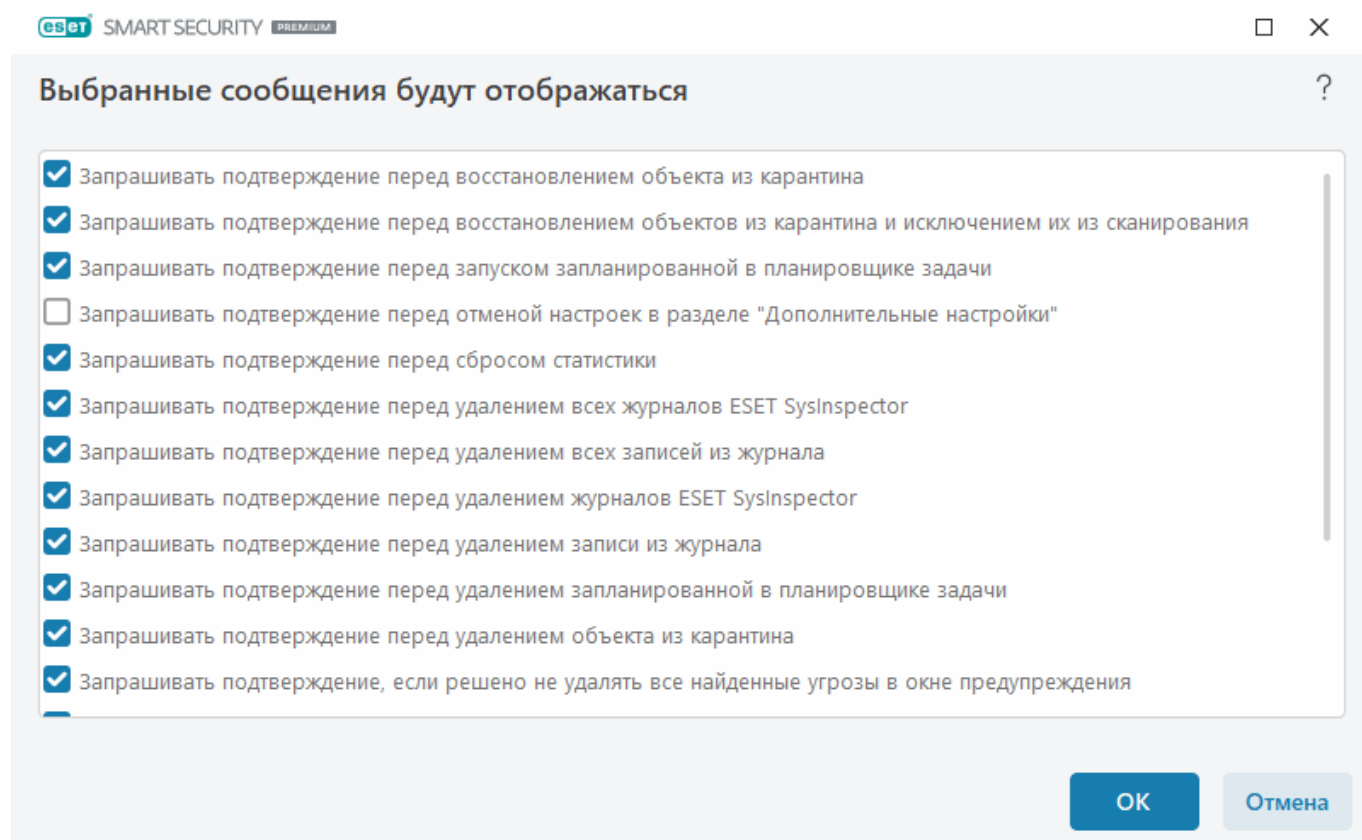 eset SMART SECURITY PREMIUM
Выбранные сообщения будут отображаться
?
Запрашивать подтверждение перед восстановлением объекта из карантина
Запрашивать подтверждение перед восстановлением объектов из карантина и исключением их из сканирования
Запрашивать подтверждение перед запуском запланированной в планировщике задачи
Запрашивать подтверждение перед отменой настроек в разделе "Дополнительные настройки"
Запрашивать подтверждение перед сбросом статистики
Запрашивать подтверждение перед удалением всех журналов ESET SysInspector
Запрашивать подтверждение перед удалением всех записей из журнала
Запрашивать подтверждение перед удалением журналов ESET SysInspector
Запрашивать подтверждение перед удалением записи из журнала
Запрашивать подтверждение перед удалением запланированной в планировщике задачи
Запрашивать подтверждение перед удалением объекта из карантина
Запрашивать подтверждение, если решено не удалять все найденные угрозы в окне предупреждения
ОК Отмена